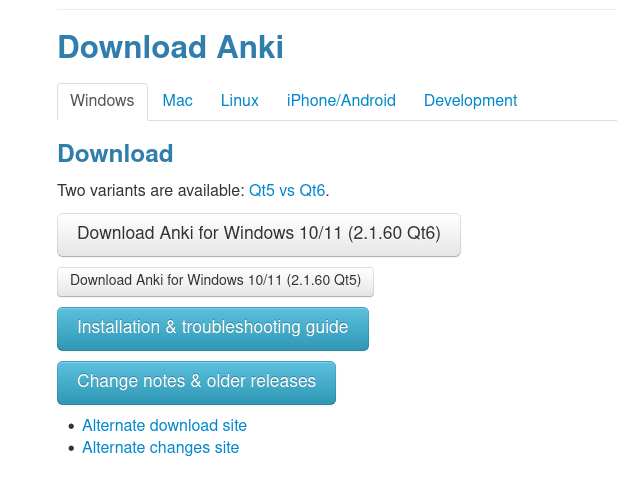 Download Anki
Windows Mac Linux iPhone/Android Development
Download
Two variants are available: Qt5 vs Qt6.
Download Anki for Windows 10/11 (2.1.60 Qt6)
Download Anki for Windows 10/11 (2.1.60 Qt5)
Installation & troubleshooting guide
Change notes & older releases
• Alternate download site
• Alternate changes site